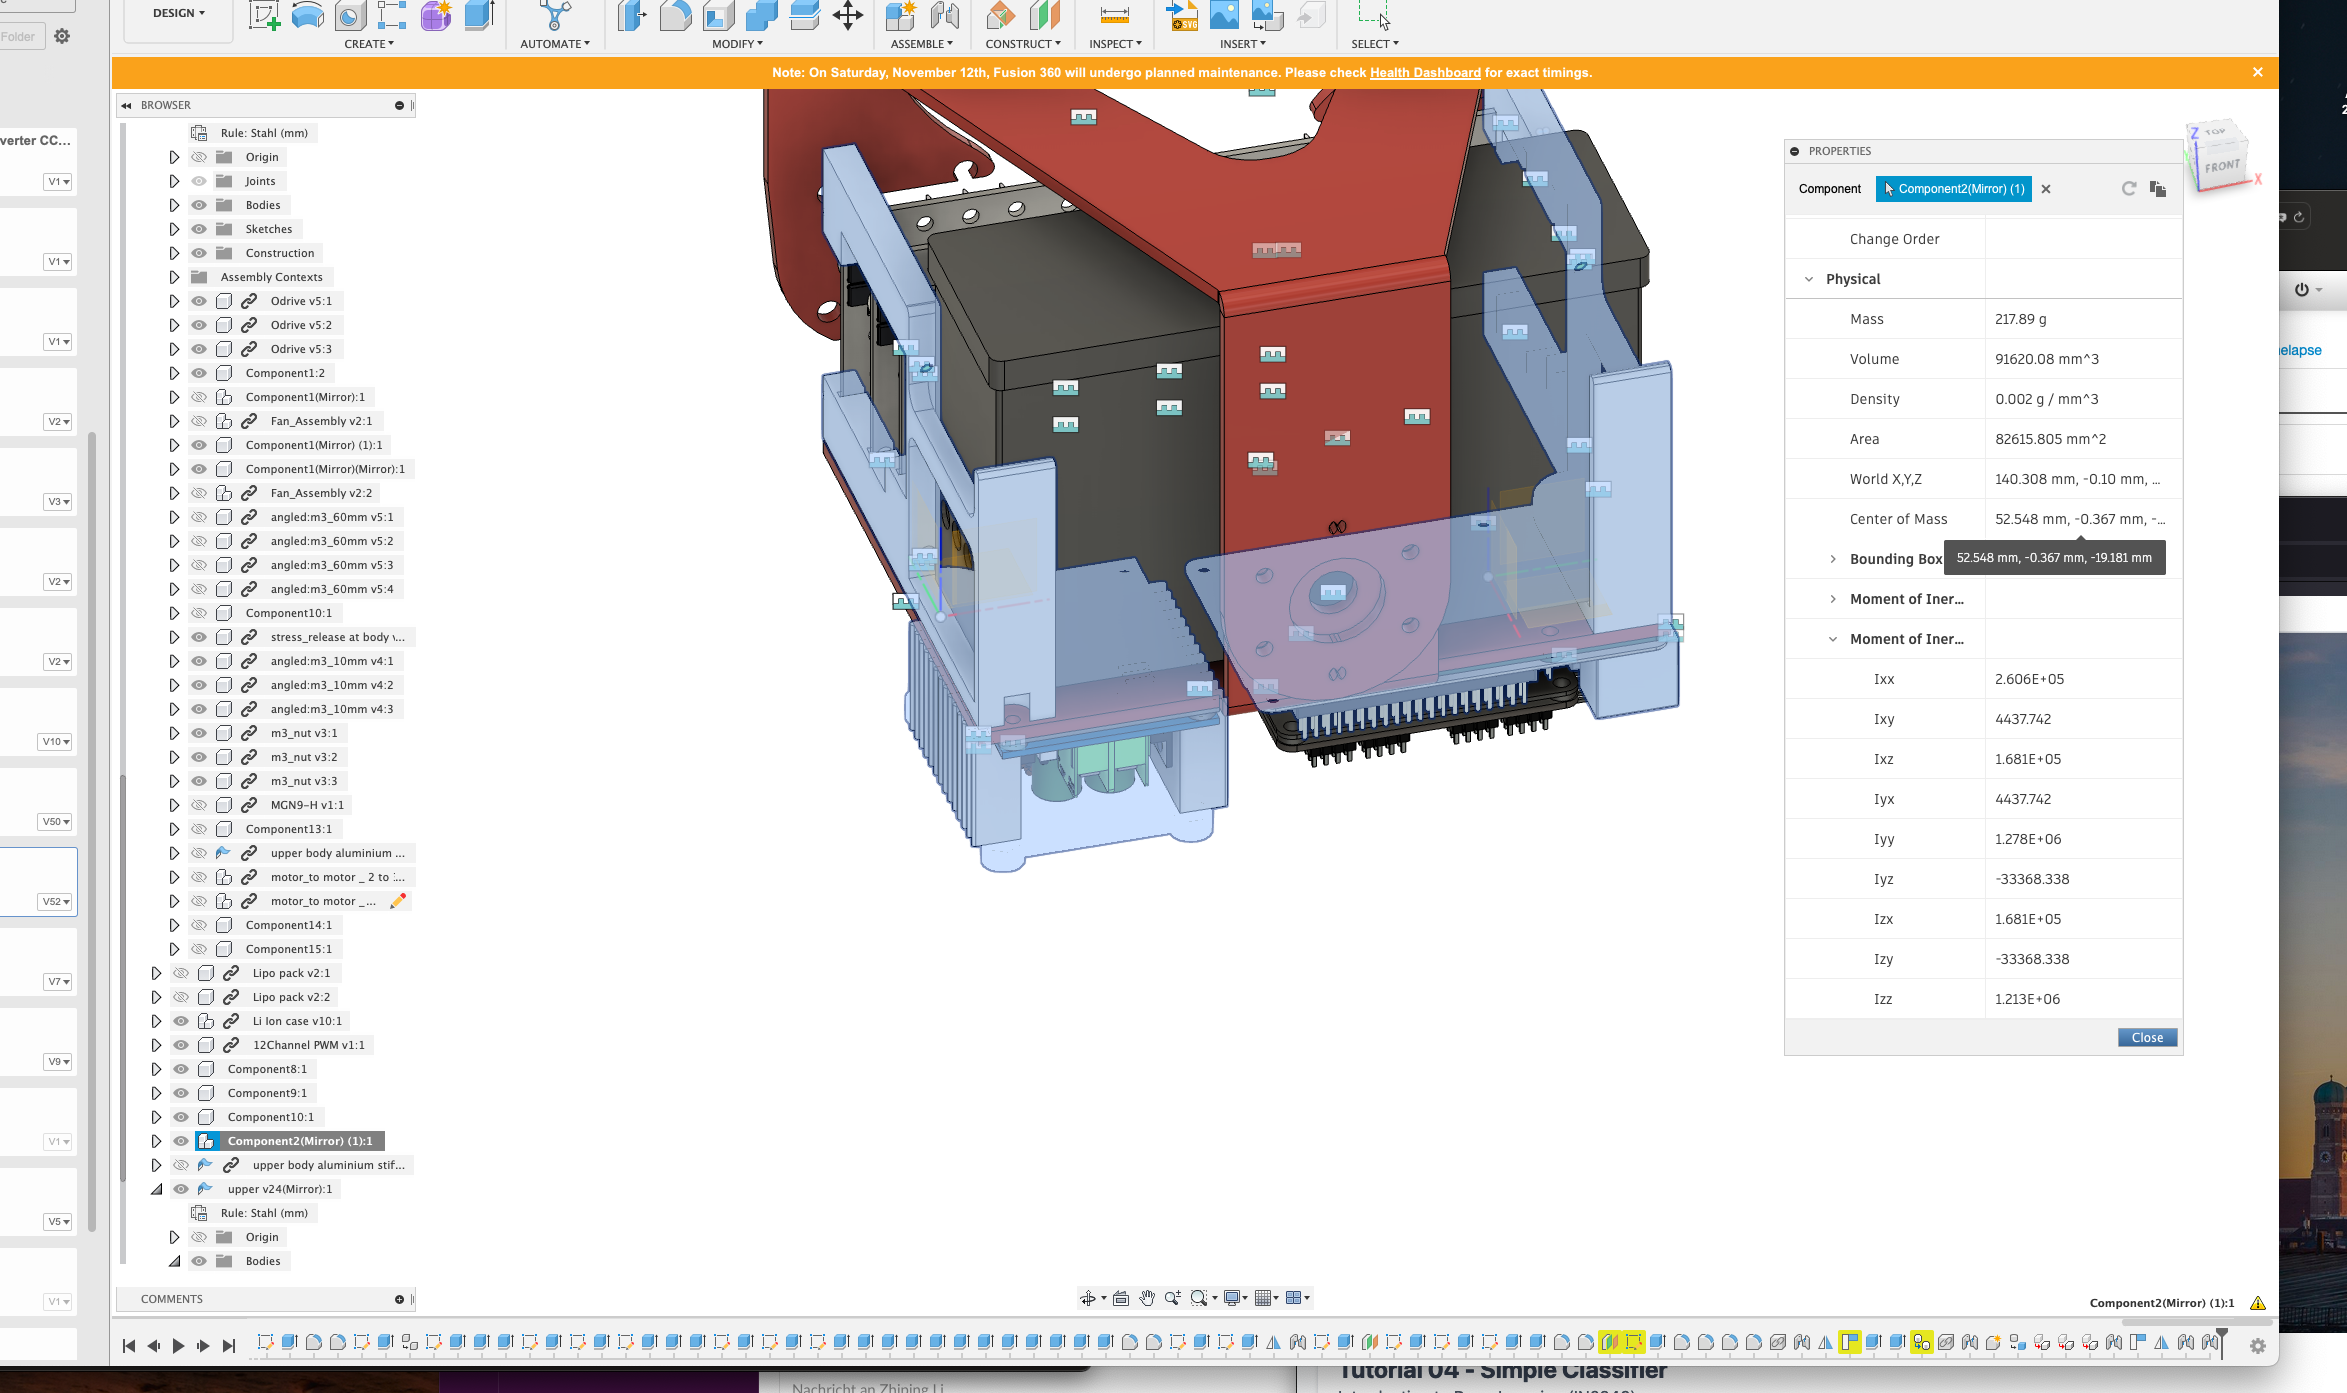 DESIGN
CREATE
AUTOMATE
MODIFY
ASSEMBLE
CONSTRUCT
INSPECT
INSERT
SELECT
SVG
Folder
Note: On Saturday, November 12th, Fusion 360 will undergo planned maintenance. Please check Health Dashboard for exact timings.
BROWSER
Rule: Stahl (mm)
Origin
Joints
Bodies
Sketches
Construction
Assembly Contexts
Odrive v5:1
Odrive v5:2
Odrive v5:3
Component1:2
Component1(Mirror):1
Fan_Assembly v2:1
Component1(Mirror) (1):1
Component1(Mirror)(Mirror):1
Fan_Assembly v2:2
angled:m3_60mm v5:1
angled:m3_60mm v5:2
angled:m3_60mm v5:3
angled:m3_60mm v5:4
Component10:1
stress_release at body v...
angled:m3_10mm v4:1
angled:m3_10mm v4:2
angled:m3_10mm v4:3
m3_nut v3:1
m3_nut v3:2
m3_nut v3:3
MGN9-H v1:1
Component13:1
upper body aluminium ...
motor_to motor _ 2 to ...
motor_to motor _...
Component14:1
Component15:1
Lipo pack v2:1
Lipo pack v2:2
Li Ion case v10:1
12Channel PWM v1:1
Component8:1
Component9:1
Component10:1
Component2(Mirror) (1):1
upper body aluminium stif...
upper v24(Mirror):1
Rule: Stahl (mm)
Origin
Bodies
COMMENTS
verter CC...
V1
V1
V1
V2
V3
V2
V2
V10
V50
V52
V7
V9
V1
V5
V1
PROPERTIES
Component
Component2(Mirror) (1)
Change Order
Physical
Mass 217.89 g
Volume 91620.08 mm^3
Density 0.002 g / mm^3
Area 82615.805 mm^2
World X,Y,Z 140.308 mm, -0.10 mm, ...
Center of Mass 52.548 mm, -0.367 mm, -...
Bounding Box
52.548 mm, -0.367 mm, -19.181 mm
Moment of Iner...
Moment of Iner...
Ixx 2.606E+05
Ixy 4437.742
Ixz 1.681E+05
Iyx 4437.742
Iyy 1.278E+06
Iyz -33368.338
Izx 1.681E+05
Izy -33368.338
Izz 1.213E+06
Close
Z
TOP
FRONT
X
elapse
Component2(Mirror) (1):1
Nachricht an Zhiping Li
Tutorial 04 - Simple Classifier